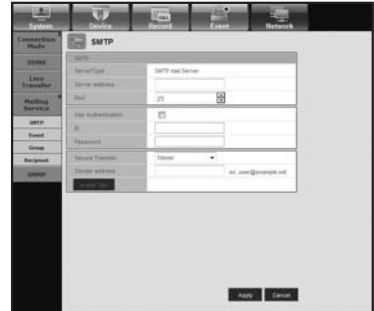 System Device Record Event Network
Connection
Mode
DDNS
Live
Transfer
Mailing
Service
SMTP
Event
Group
Recipient
SNMP
SMTP
SMTP
ServerType SMTP mail Server
Server address
Port 25
Use Authentication
ID
Password
Secure Transfer Never
Sender address ex. user@example.net
Apply Cancel